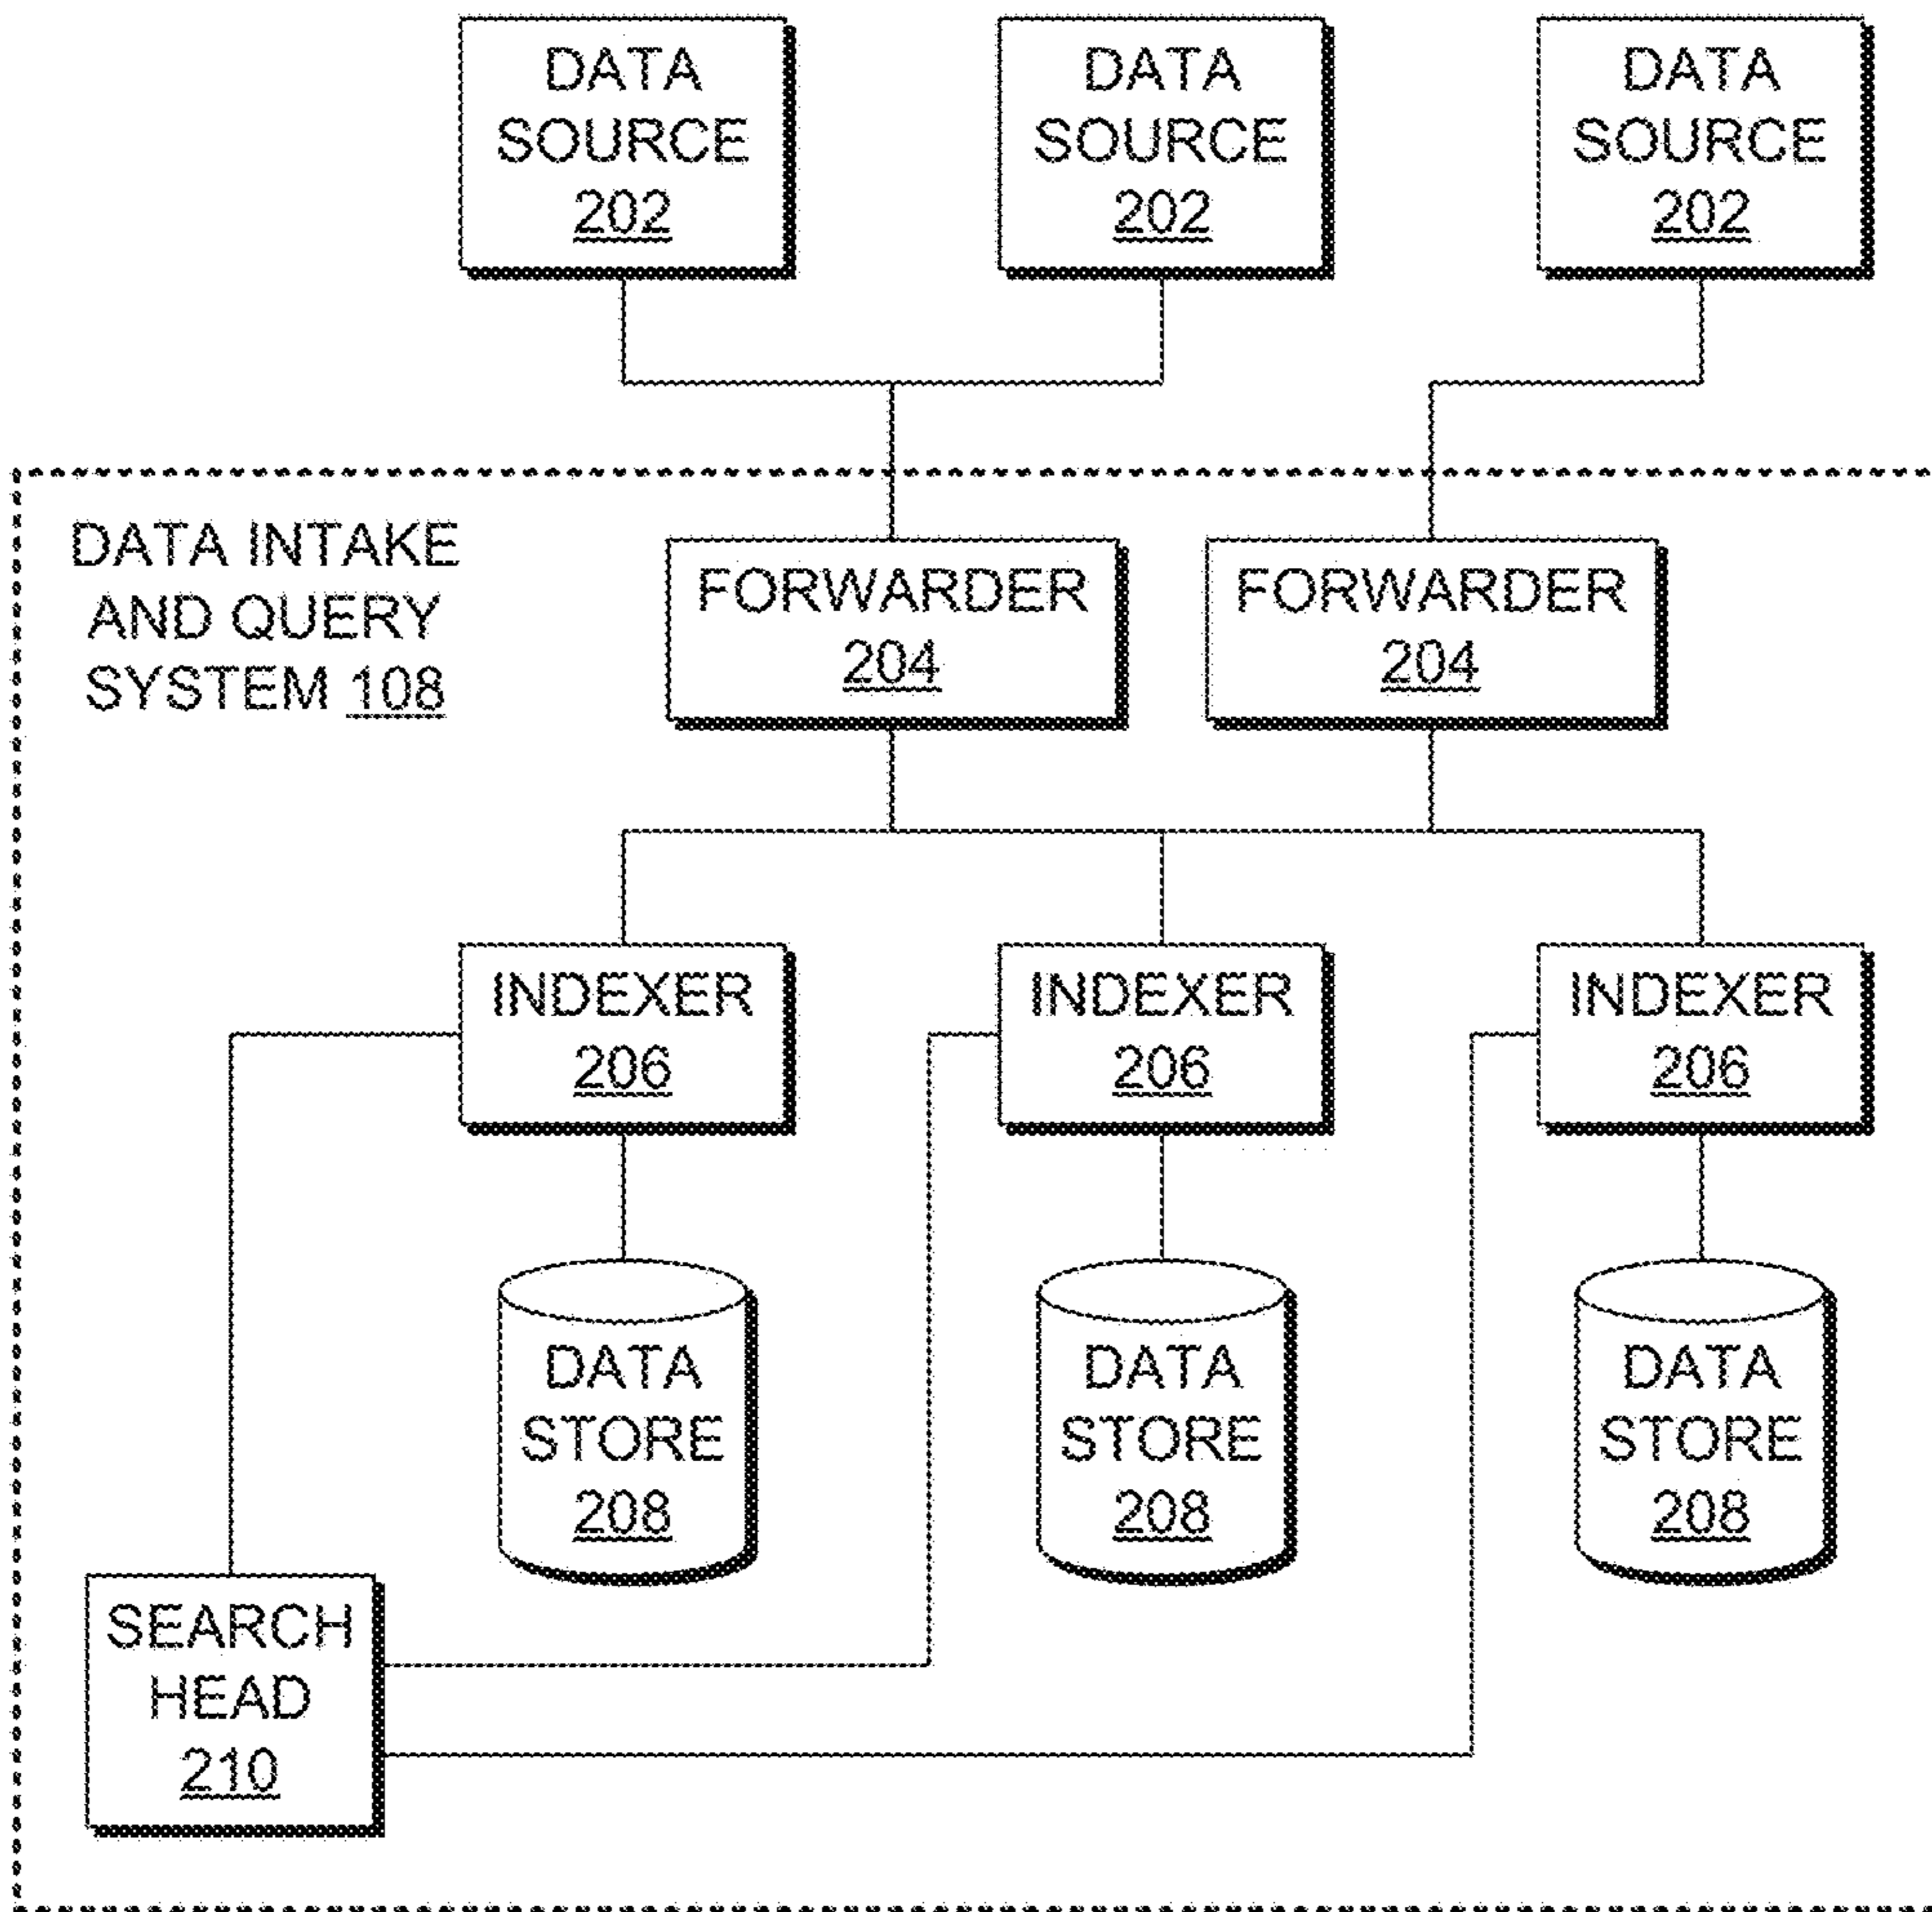 DATA
SOURCE
202
DATA
SOURCE
202
DATA
SOURCE
202
DATA INTAKE
AND QUERY
SYSTEM 108
FORWARDER
204
FORWARDER
204
INDEXER
206
INDEXER
206
INDEXER
206
DATA
STORE
208
DATA
STORE
208
DATA
STORE
208
SEARCH
HEAD
210